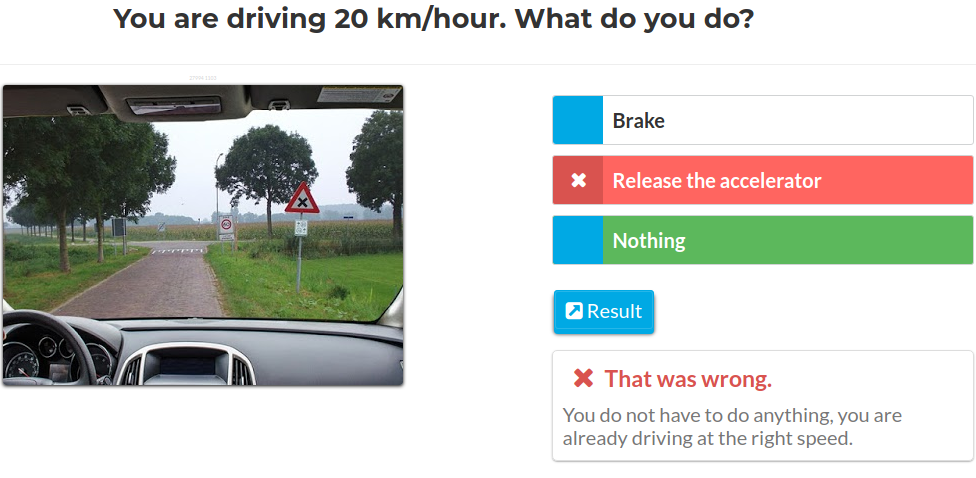 You are driving 20 km/hour. What do you do?
Brake
Release the accelerator
Nothing
Result
That was wrong.
You do not have to do anything, you are
already driving at the right speed.